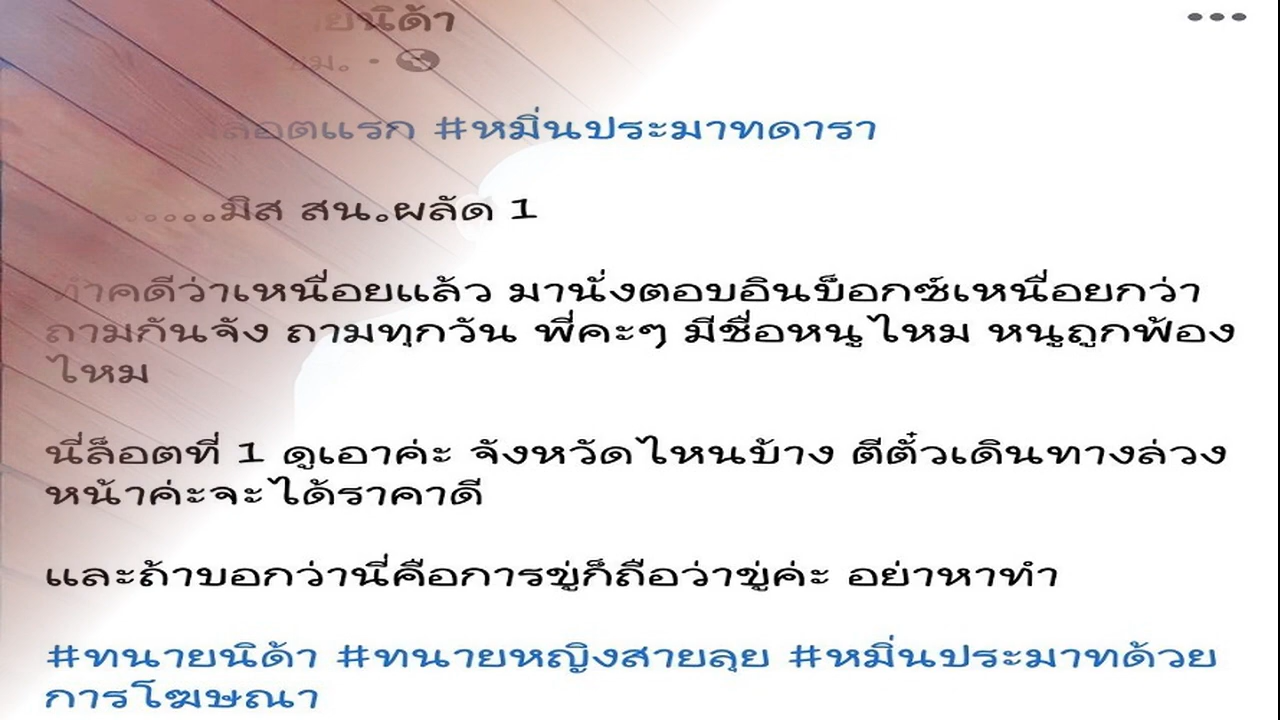 ยนิด้า
ชม. ·
ล็อตแรก #หมิ่นประมาทดารา
.....มิส สน.ผลัด 1
ทำคดีว่าเหนื่อยแล้ว มานั่งตอบอินบ็อกซ์เหนื่อยกว่า
ถามกันจัง ถามทุกวัน พี่คะๆ มีชื่อหนูไหม หนูถูกฟ้อง
ไหม
นี่ล็อตที่ 1 ดูเอาค่ะ จังหวัดไหนบ้าง ตีตั๋วเดินทางล่วง
หน้าค่ะจะได้ราคาดี
และถ้าบอกว่านี่คือการขู่ก็ถือว่าขู่ค่ะ อย่าหาทำ
#ทนายนิด้า #ทนายหญิงสายลุย #หมิ่นประมาทด้วย
การโฆษณา